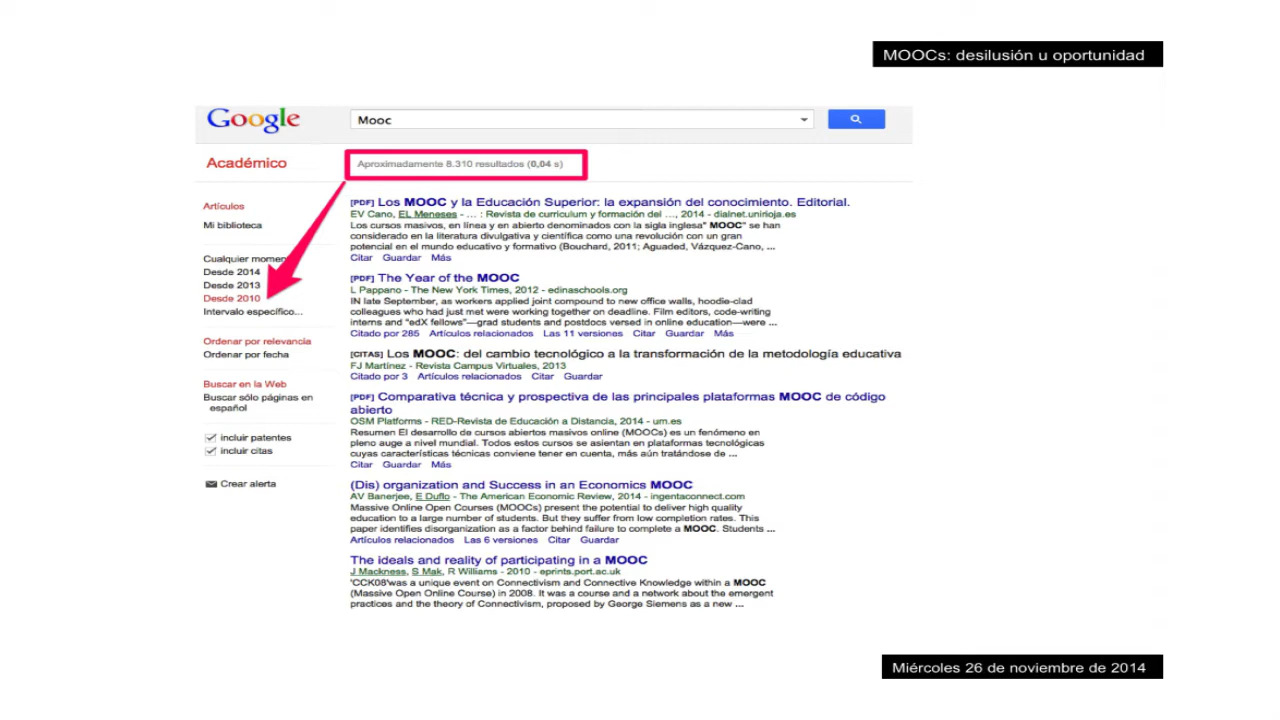 MOOCs: desilusión u oportunidad
Google
Mooc
Académico
Aproximadamente 8.310 resultados (0,04 s)
Artículos
Mi biblioteca
Cualquier momen
Desde 2014
Desde 2013
Desde 2010
Intervalo específico...
Ordenar por relevancia
Ordenar por fecha
Buscar en la Web
Buscar sólo páginas en
español
incluir patentes
incluir citas
Crear alerta
[PDF] Los MOOC y la Educación Superior: la expansión del conocimiento. Editorial.
EV Cano, EL Meneses - … : Revista de curriculum y formación del …, 2014 - dialnet.unirioja.es
Los cursos masivos, en línea y en abierto denominados con la sigla inglesa" MOOC" se han
considerado en la literatura divulgativa y científica como una revolución con un gran
potencial en el mundo educativo y formativo (Bouchard, 2011; Aguaded, Vázquez-Cano, ...
Citar Guardar Más
[PDF] The Year of the MOOC
L Pappano - The New York Times, 2012 - edinaschools.org
IN late September, as workers applied joint compound to new office walls, hoodie-clad
colleagues who had just met were working together on deadline. Film editors, code-writing
interns and "edX fellows"—grad students and postdocs versed in online education—were ...
Citado por 285 Artículos relacionados Las 11 versiones Citar Guardar Más
[CITAS] Los MOOC: del cambio tecnológico a la transformación de la metodología educativa
FJ Martínez - Revista Campus Virtuales, 2013
Citado por 3 Artículos relacionados Citar Guardar
[PDF] Comparativa técnica y prospectiva de las principales plataformas MOOC de código
abierto
OSM Platforms - RED-Revista de Educación a Distancia, 2014 - um.es
Resumen El desarrollo de cursos abiertos masivos online (MOOCs) es un fenómeno en
pleno auge a nivel mundial. Todos estos cursos se asientan en plataformas tecnológicas
cuyas características técnicas conviene tener en cuenta, más aún tratándose de ...
Citar Guardar Más
(Dis) organization and Success in an Economics MOOC
AV Banerjee, E Duflo - The American Economic Review, 2014 - ingentaconnect.com
Massive Online Open Courses (MOOCs) present the potential to deliver high quality
education to a large number of students. But they suffer from low completion rates. This
paper identifies disorganization as a factor behind failure to complete a MOOC. Students ...
Artículos relacionados Las 6 versiones Citar Guardar
The ideals and reality of participating in a MOOC
J Mackness, S Mak, R Williams - 2010 - eprints.port.ac.uk
'CCK08'was a unique event on Connectivism and Connective Knowledge within a MOOC
(Massive Open Online Course) in 2008. It was a course and a network about the emergent
practices and the theory of Connectivism, proposed by George Siemens as a new ...
Miércoles 26 de noviembre de 2014